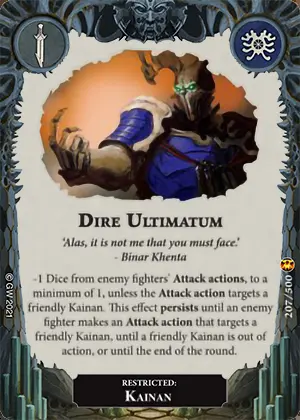 DIRE ULTIMATUM
'Alas, it is not me that you must face.'
- Binar Khenta
-1 Dice from enemy fighters' Attack actions, to a
minimum of 1, unless the Attack action targets a
friendly Kainan. This effect persists until an enemy
fighter makes an Attack action that targets a
friendly Kainan, until a friendly Kainan is out of
action, or until the end of the round.
© GW 2021
207/500
RESTRICTED:
KAINAN